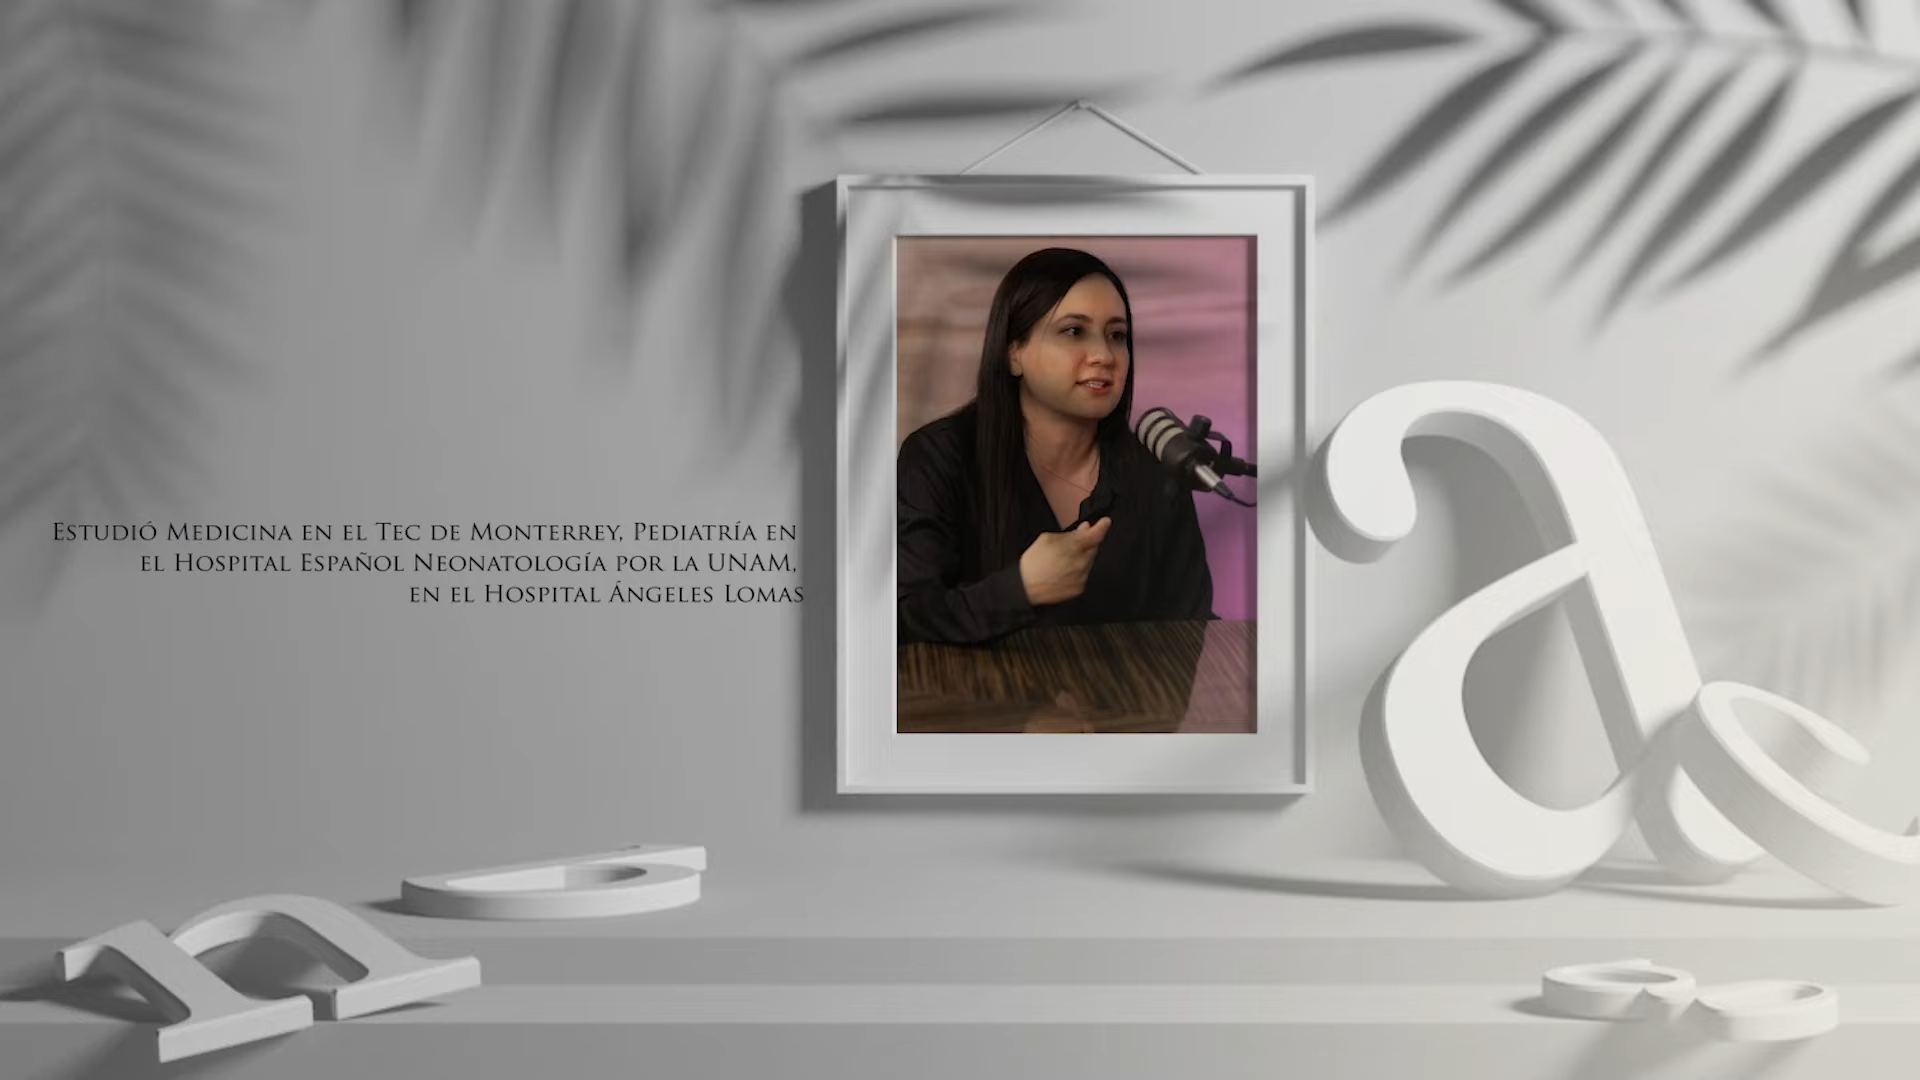 Estudió Medicina en el Tec de Monterrey, Pediatría en
el Hospital Español Neonatología por la UNAM,
en el Hospital Ángeles Lomas
a
e
n